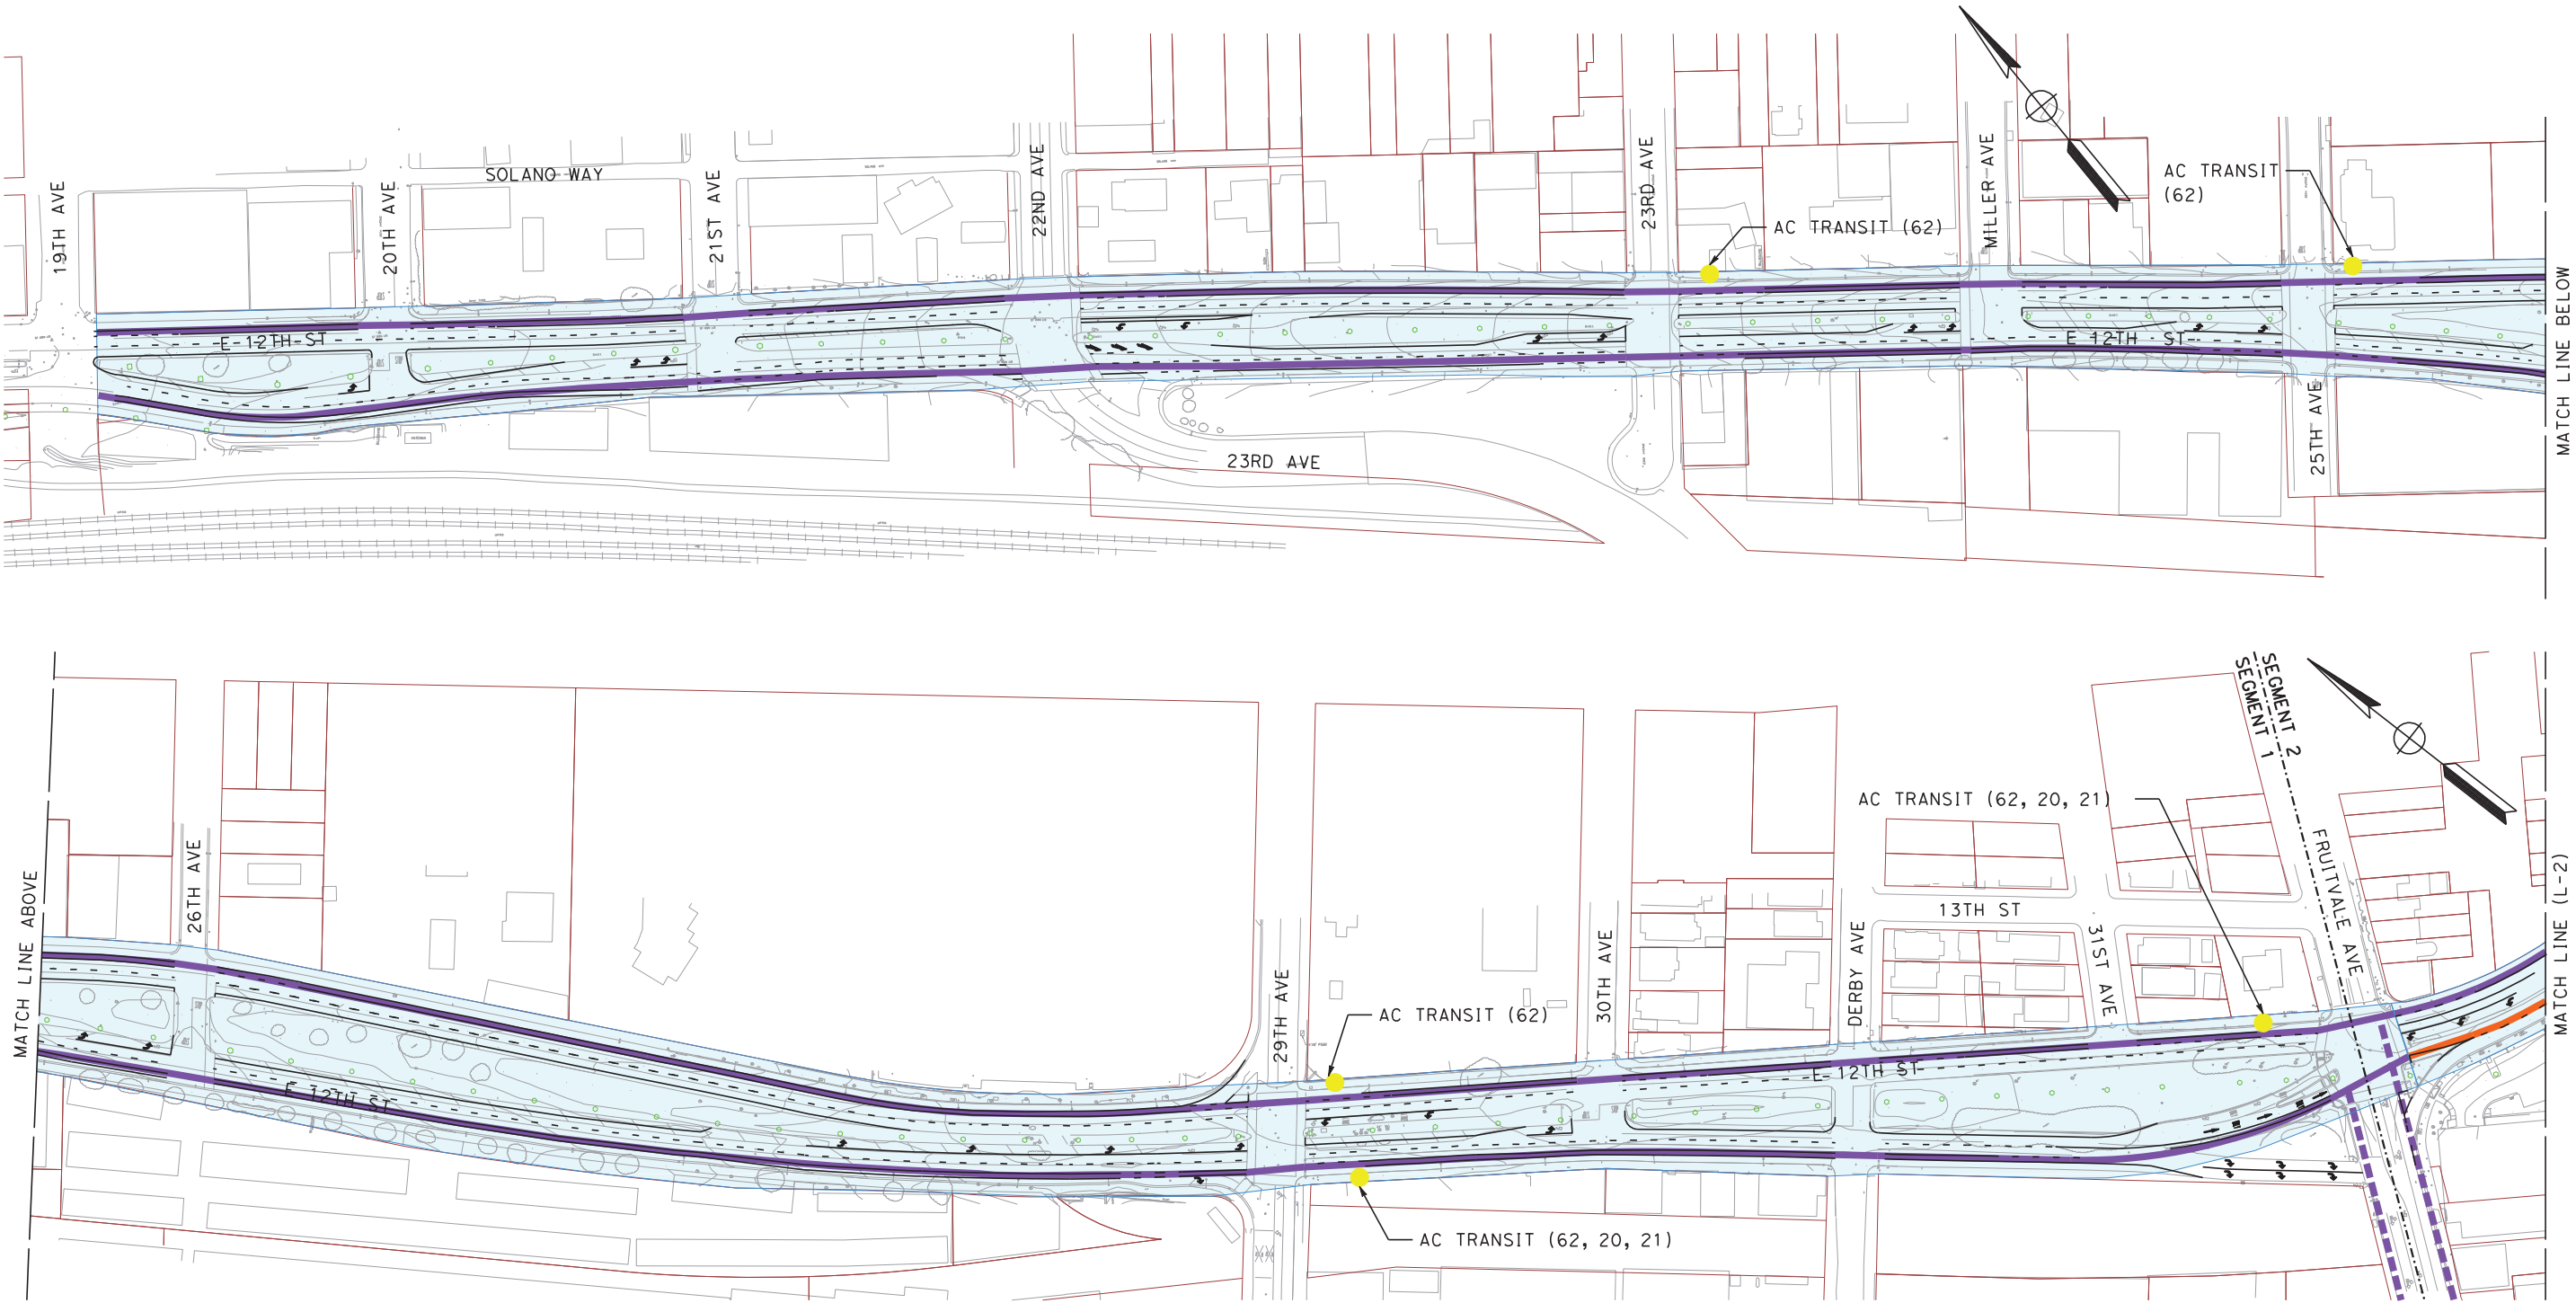 19TH AVE
20TH AVE
SOLANO WAY
21ST AVE
22ND AVE
23RD AVE
MILLER AVE
AC TRANSIT
(62)
AC TRANSIT (62)
E 12TH ST
E 12TH ST
23RD AVE
25TH AVE
MATCH LINE BELOW
MATCH LINE ABOVE
26TH AVE
E 12TH ST
29TH AVE
AC TRANSIT (62)
AC TRANSIT (62, 20, 21)
30TH AVE
DERBY AVE
E 12TH ST
13TH ST
31ST AVE
AC TRANSIT (62, 20, 21)
SEGMENT 2
SEGMENT 1
FRUITVALE AVE
MATCH LINE (L-2)